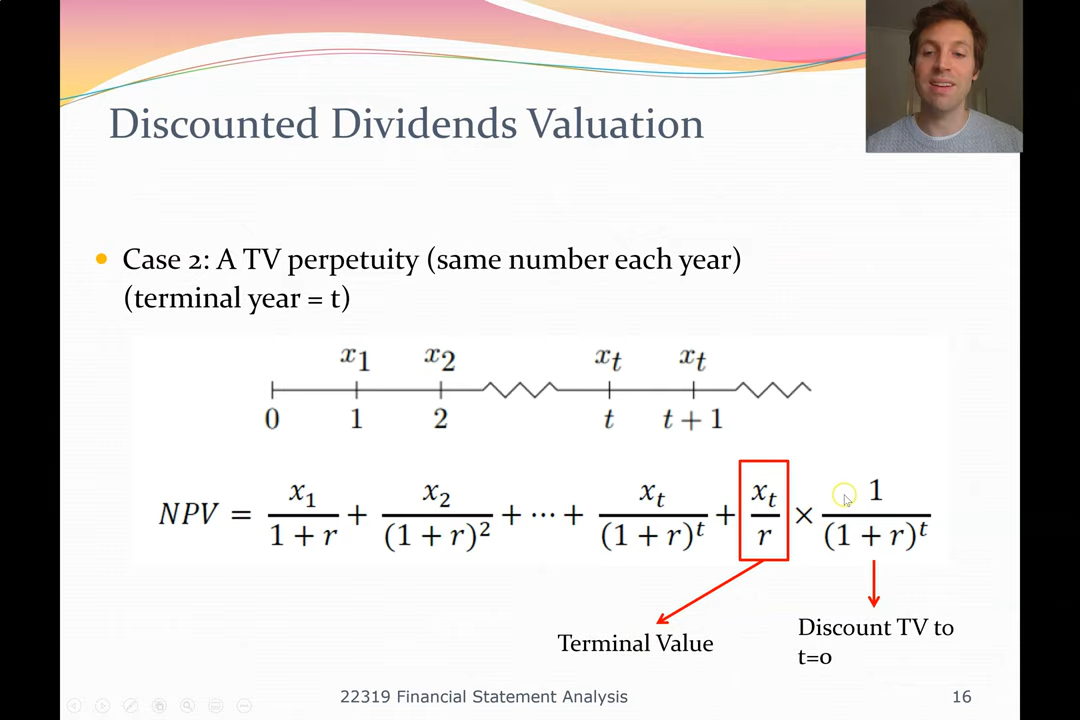 Discounted Dividends Valuation
Case 2: A TV perpetuity (same number each year)
(terminal year = t)
x₁ x₂ xₜ xₜ
0 1 2 t t + 1
NPV = x₁/(1 + r) + x₂/(1 + r)² + ⋯ + xₜ/(1 + r)ᵗ + xₜ/r × 1/(1 + r)ᵗ
Terminal Value
Discount TV to
t=0
22319 Financial Statement Analysis
16